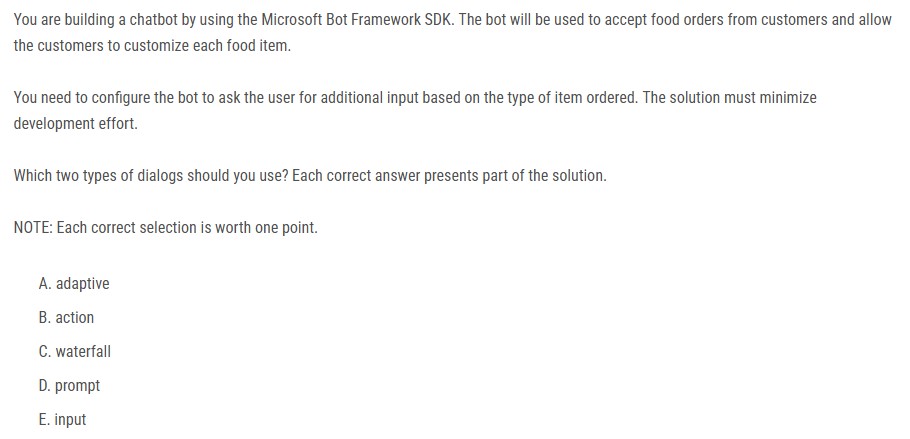 You are building a chatbot by using the Microsoft Bot Framework SDK. The bot will be used to accept food orders from customers and allow
the customers to customize each food item.
You need to configure the bot to ask the user for additional input based on the type of item ordered. The solution must minimize
development effort.
Which two types of dialogs should you use? Each correct answer presents part of the solution.
NOTE: Each correct selection is worth one point.
A. adaptive
B. action
C. waterfall
D. prompt
E. input